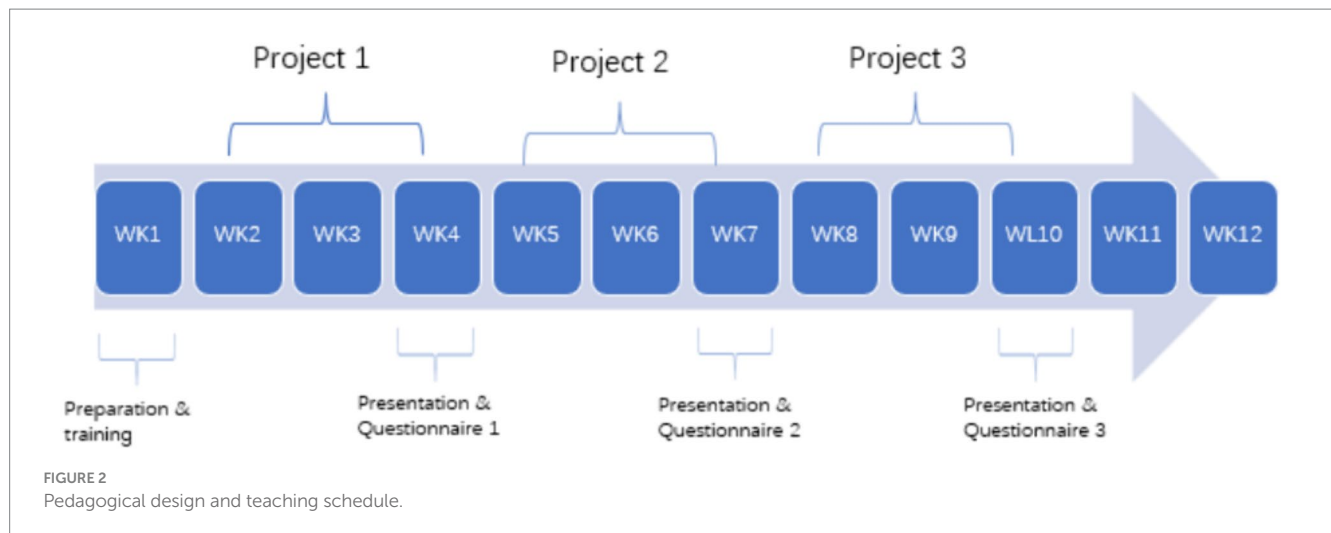 Project 1
Project 2
Project 3
WK1
WK2
WK3
WK4
WK5
WK6
WK7
WK8
WK9
WL10
WK11
WK12
Preparation &
training
Presentation &
Questionnaire 1
Presentation &
Questionnaire 2
Presentation &
Questionnaire 3
FIGURE 2
Pedagogical design and teaching schedule.